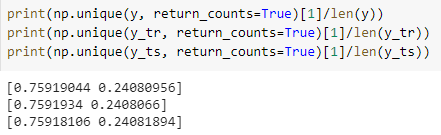 print(np.unique(y, return_counts=True)[1]/len(y))
print(np.unique(y_tr, return_counts=True)[1]/len(y_tr))
print(np.unique(y_ts, return_counts=True)[1]/len(y_ts))
[0.75919044 0.24080956]
[0.7591934 0.2408066]
[0.75918106 0.24081894]